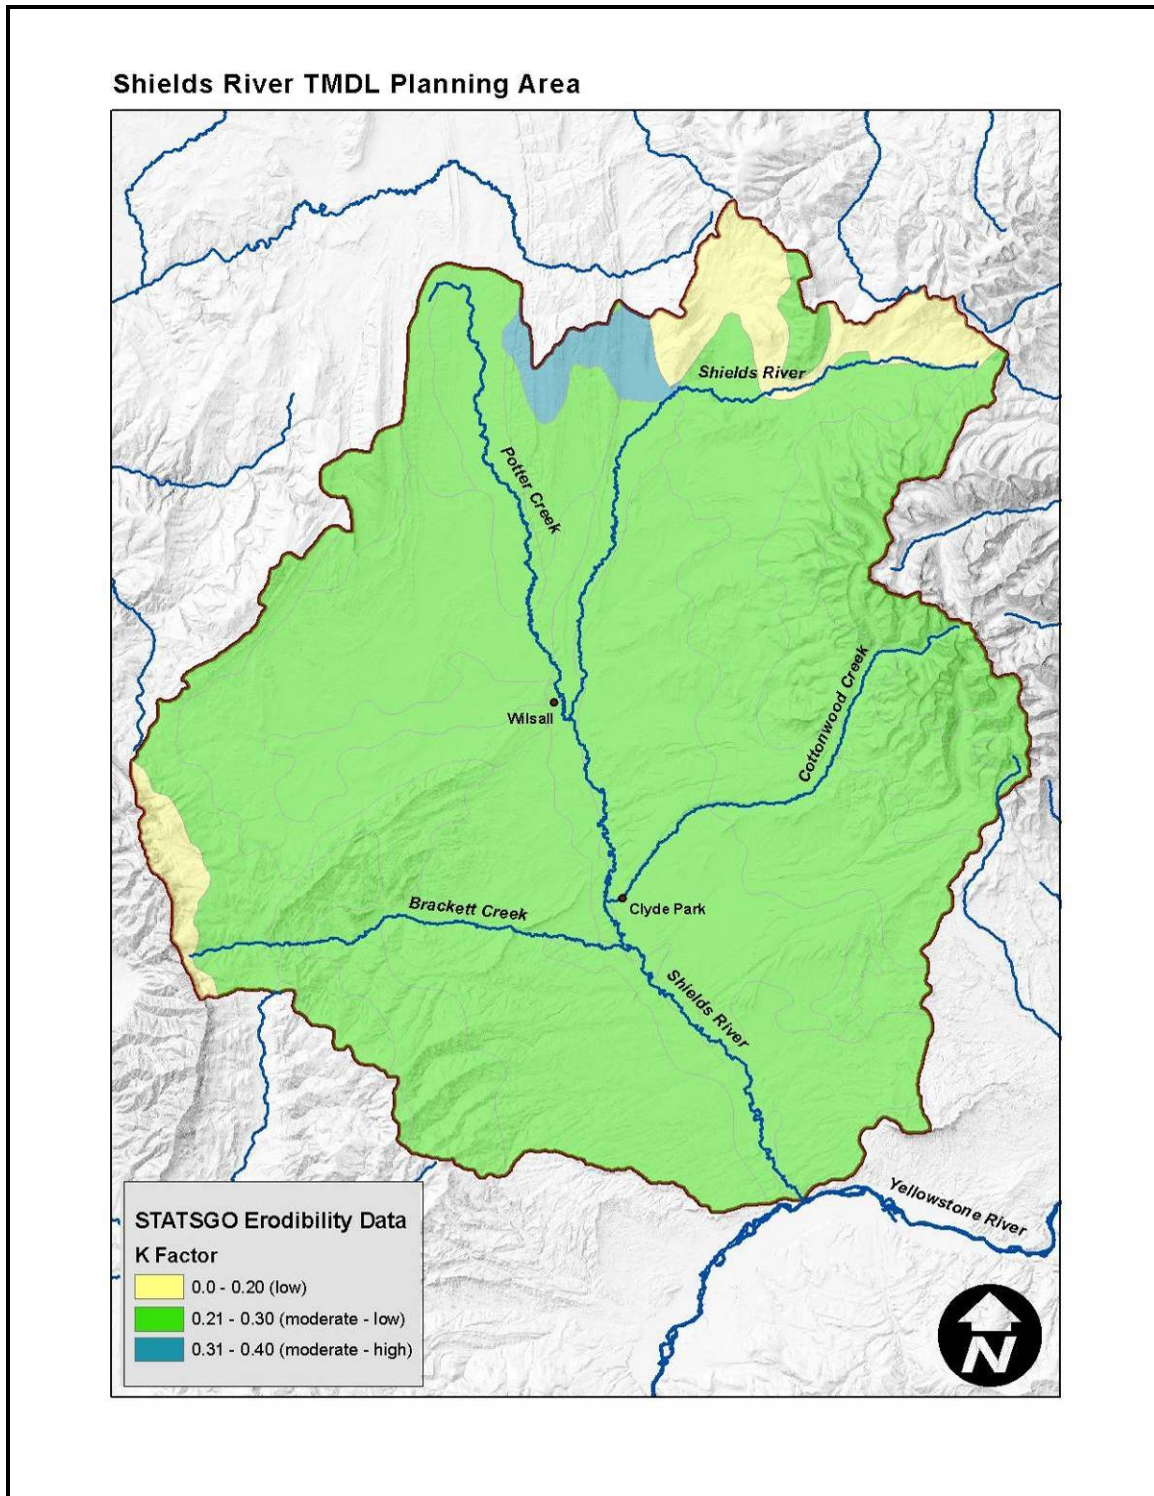 Shields River TMDL Planning Area
Shields River
Potter Creek
Cottonwood Creek
Wilsall
Clyde Park
Brackett Creek
Shields River
Yellowstone River
STATSGO Erodibility Data
K Factor
0.0 - 0.20 (low)
0.21 - 0.30 (moderate - low)
0.31 - 0.40 (moderate - high)
N